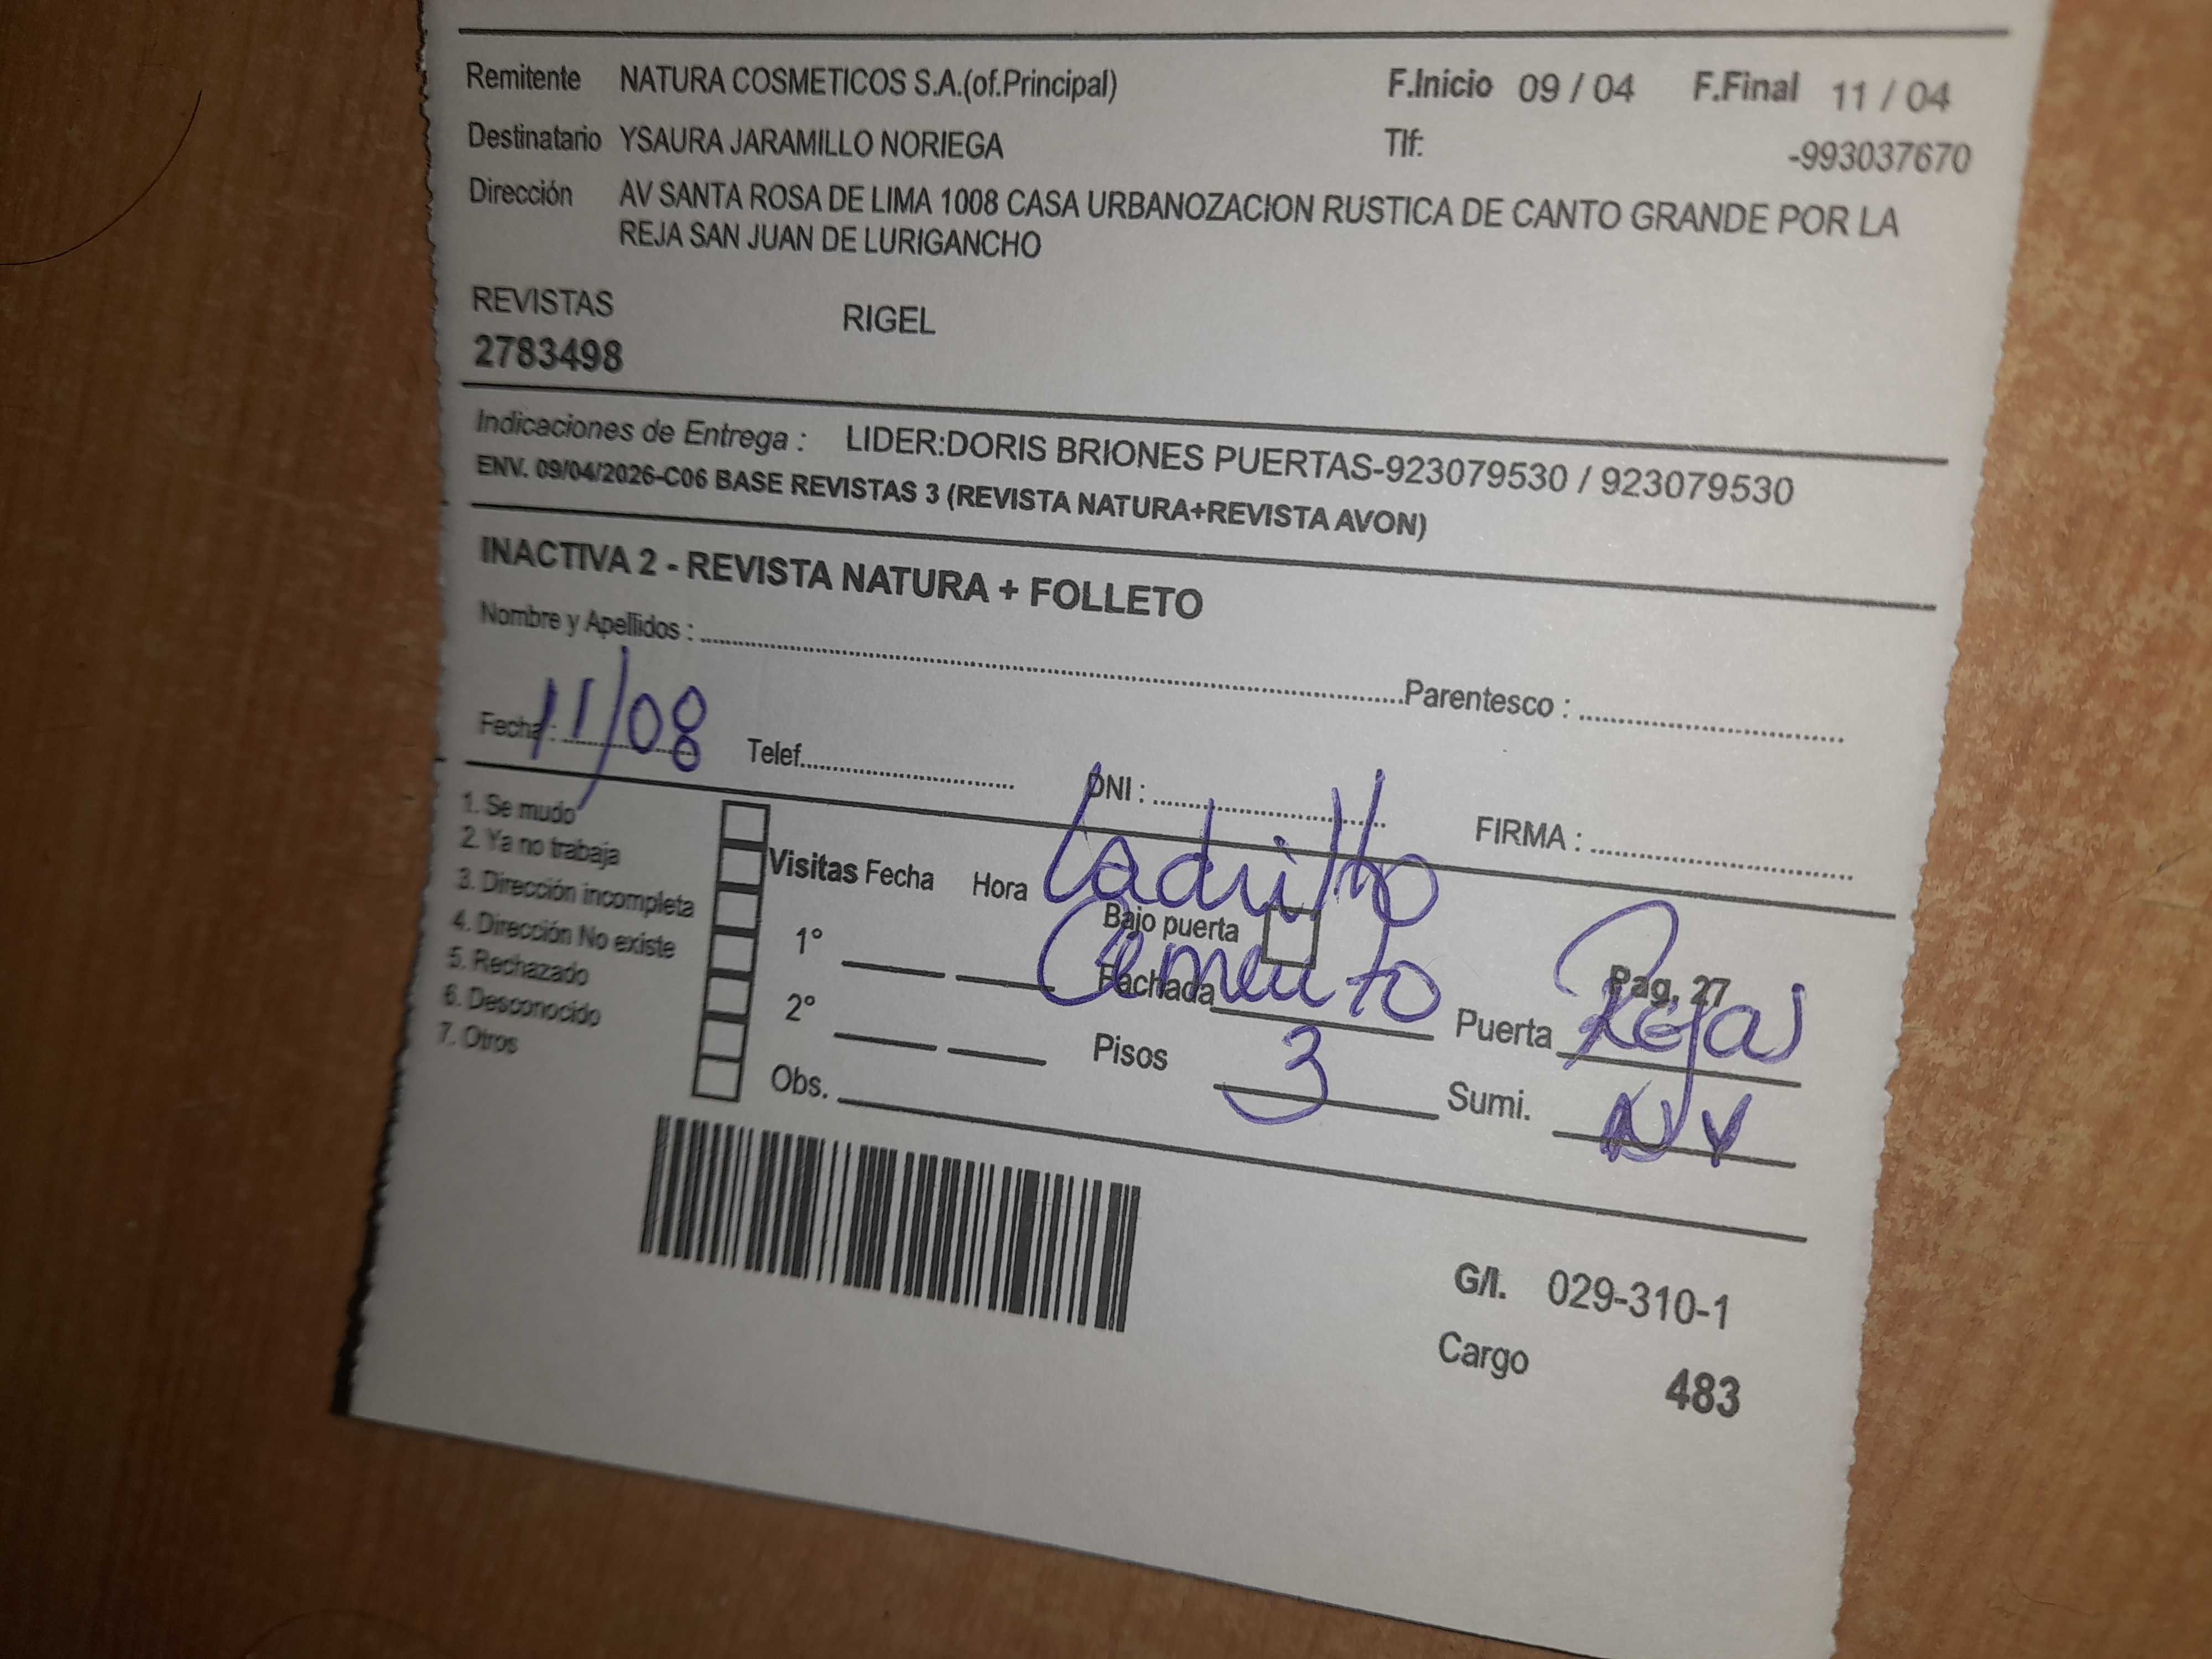 Remitente NATURA COSMETICOS S.A.(of.Principal) F.Inicio 09 / 04 F.Final 11 / 04
Destinatario YSAURA JARAMILLO NORIEGA Tlf: -993037670
Dirección AV SANTA ROSA DE LIMA 1008 CASA URBANOZACION RUSTICA DE CANTO GRANDE POR LA
REJA SAN JUAN DE LURIGANCHO
REVISTAS RIGEL
2783498
Indicaciones de Entrega : LIDER:DORIS BRIONES PUERTAS-923079530 / 923079530
ENV. 09/04/2026-C06 BASE REVISTAS 3 (REVISTA NATURA+REVISTA AVON)
INACTIVA 2 - REVISTA NATURA + FOLLETO
Nombre y Apellidos : Parentesco :
Fecha : 11/08 Telef. DNI : FIRMA :
1. Se mudo
2. Ya no trabaja
3. Dirección incompleta
4. Dirección No existe
5. Rechazado
6. Desconocido
7. Otros
Visitas Fecha Hora Ladrillo
Bajo puerta
1° Fachada Cemento Puerta Rejas
Pag. 27
2° Pisos 3 Sumi. NV
Obs.
G/I. 029-310-1
Cargo 483